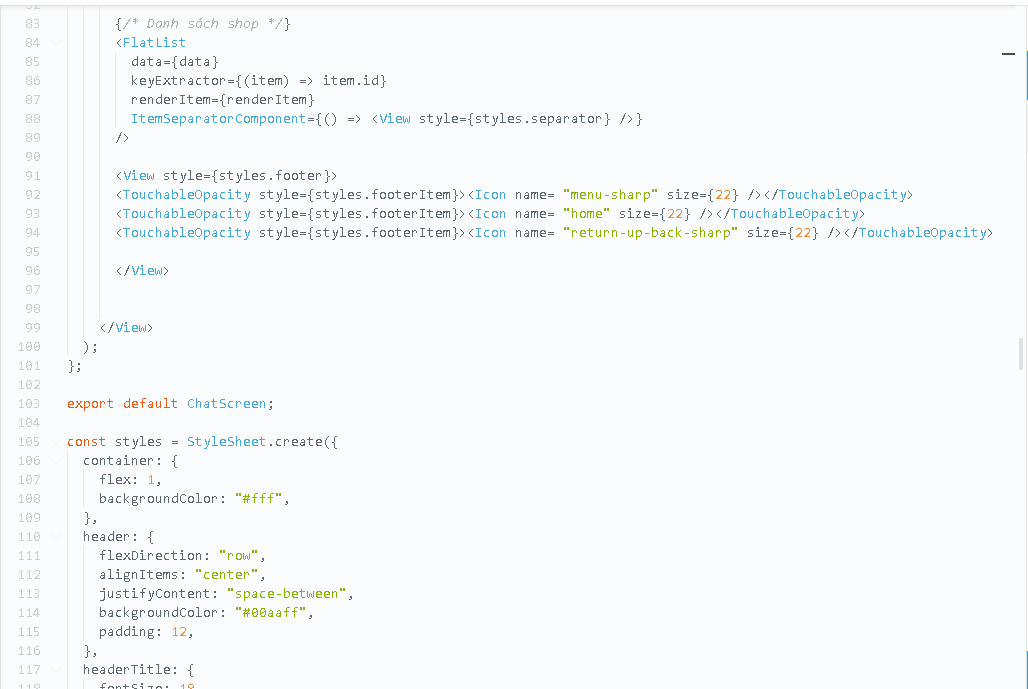 83 {/* Danh sách shop */}
84 <FlatList
85 data={data}
86 keyExtractor={(item) => item.id}
87 renderItem={renderItem}
88 ItemSeparatorComponent={() => <View style={styles.separator} />}
89 />
90
91 <View style={styles.footer}>
92 <TouchableOpacity style={styles.footerItem}><Icon name= "menu-sharp" size={22} /></TouchableOpacity>
93 <TouchableOpacity style={styles.footerItem}><Icon name= "home" size={22} /></TouchableOpacity>
94 <TouchableOpacity style={styles.footerItem}><Icon name= "return-up-back-sharp" size={22} /></TouchableOpacity>
95
96 </View>
97
98
99 </View>
100 );
101 };
102
103 export default ChatScreen;
104
105 const styles = StyleSheet.create({
106 container: {
107 flex: 1,
108 backgroundColor: "#fff",
109 },
110 header: {
111 flexDirection: "row",
112 alignItems: "center",
113 justifyContent: "space-between",
114 backgroundColor: "#00aaff",
115 padding: 12,
116 },
117 headerTitle: {
118 fontSize: 18